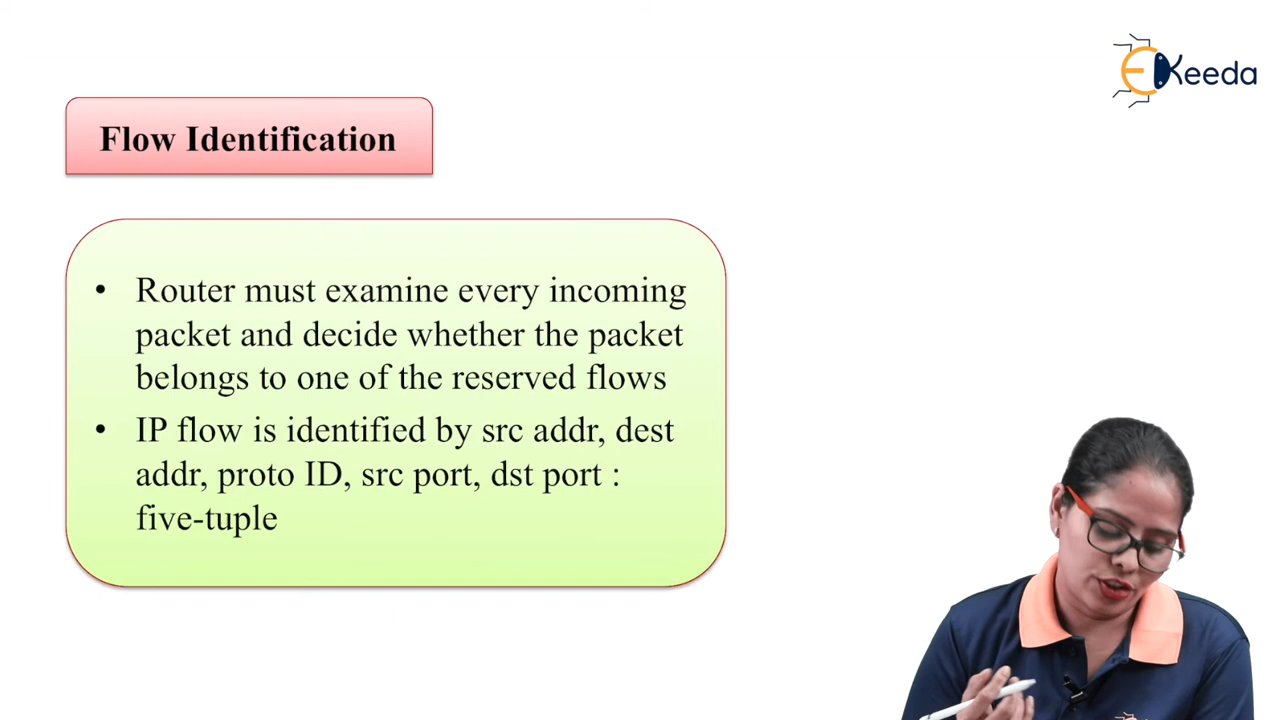 EKeeda
Flow Identification
• Router must examine every incoming
packet and decide whether the packet
belongs to one of the reserved flows
• IP flow is identified by src addr, dest
addr, proto ID, src port, dst port :
five-tuple